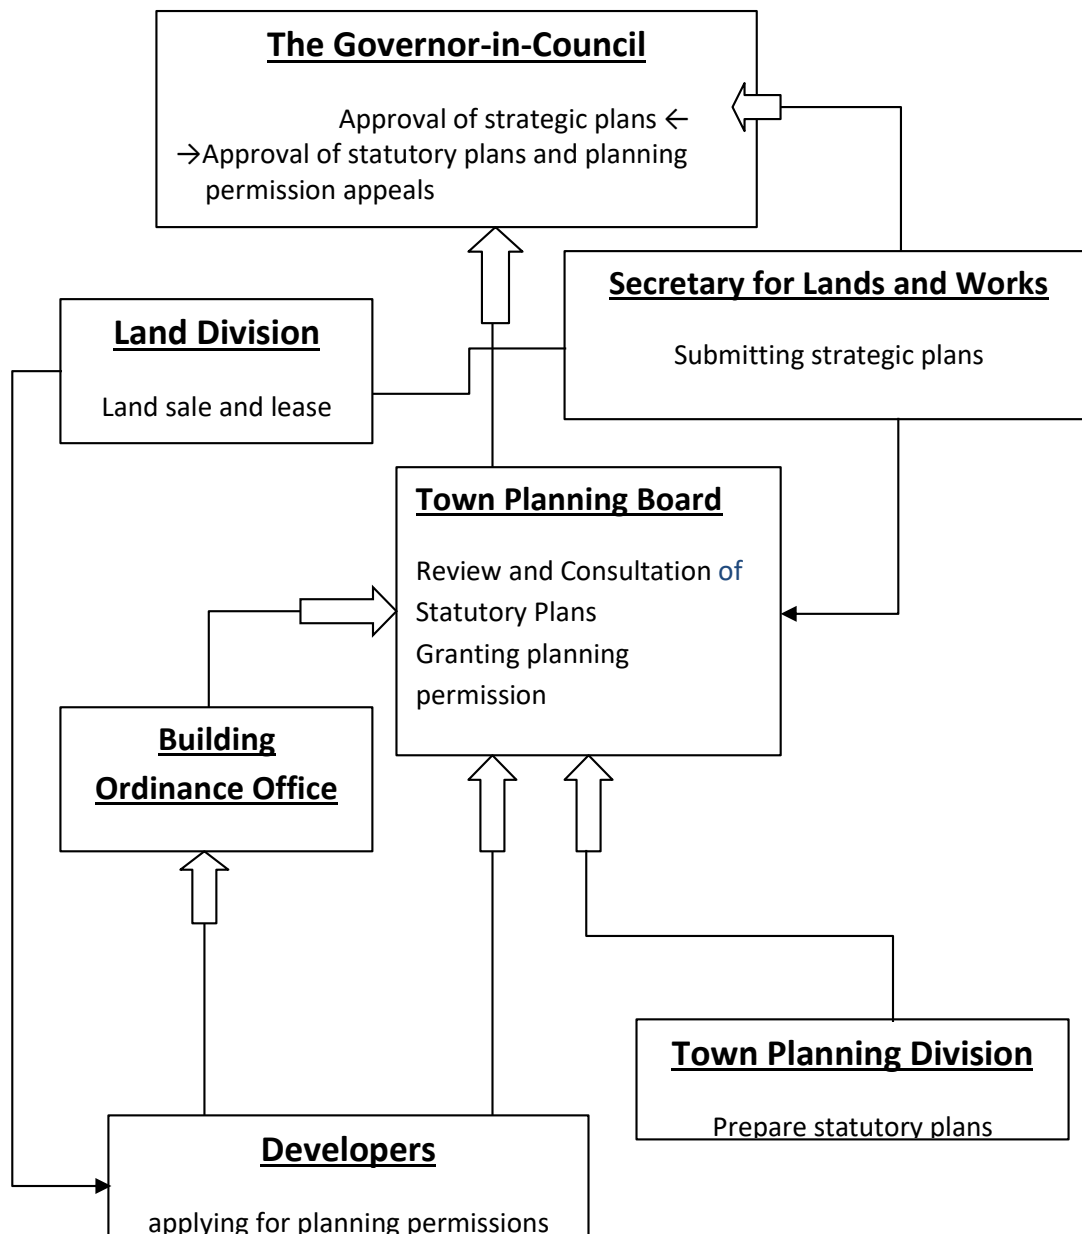 The Governor-in-Council
Approval of strategic plans ←
→Approval of statutory plans and planning
permission appeals
Secretary for Lands and Works
Submitting strategic plans
Land Division
Land sale and lease
Town Planning Board
Review and Consultation of
Statutory Plans
Granting planning
permission
Building
Ordinance Office
Town Planning Division
Prepare statutory plans
Developers
applying for planning permissions